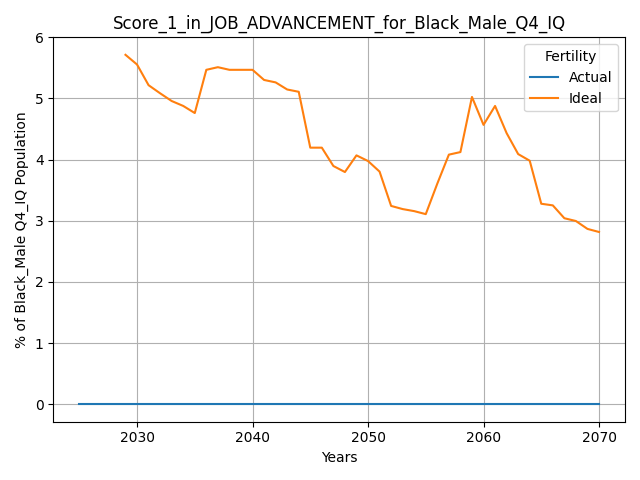 Score_1_in_JOB_ADVANCEMENT_for_Black_Male_Q4_IQ
Fertility
Actual
Ideal
% of Black_Male Q4_IQ Population
6
5
4
3
2
1
0
2030
2040
2050
2060
2070
Years